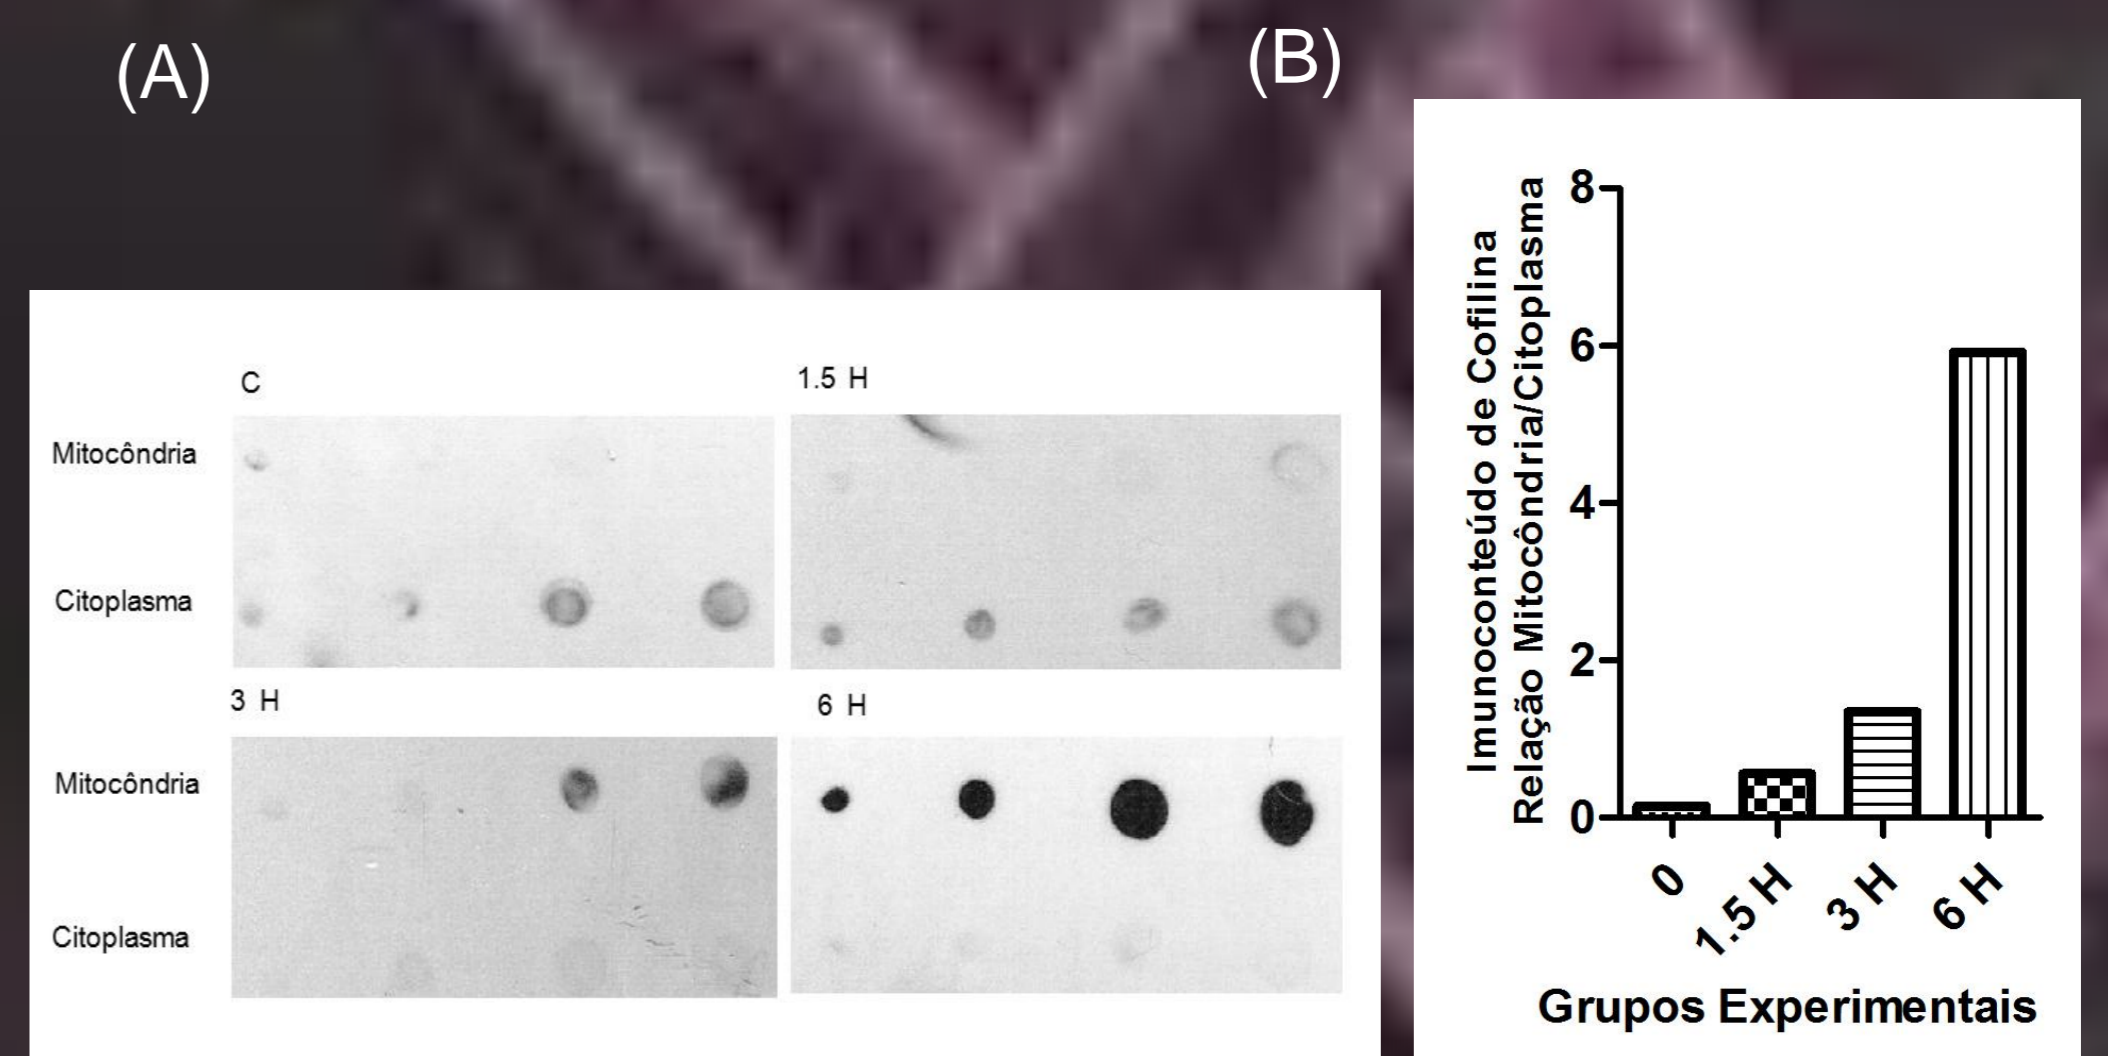 (A)
(B)
C
1.5 H
Mitocôndria
Citoplasma
3 H
6 H
Mitocôndria
Citoplasma
Imunoconteúdo de Cofilina
Relação Mitocôndria/Citoplasma
8
6
4
2
0
0
1.5 H
3 H
6 H
Grupos Experimentais